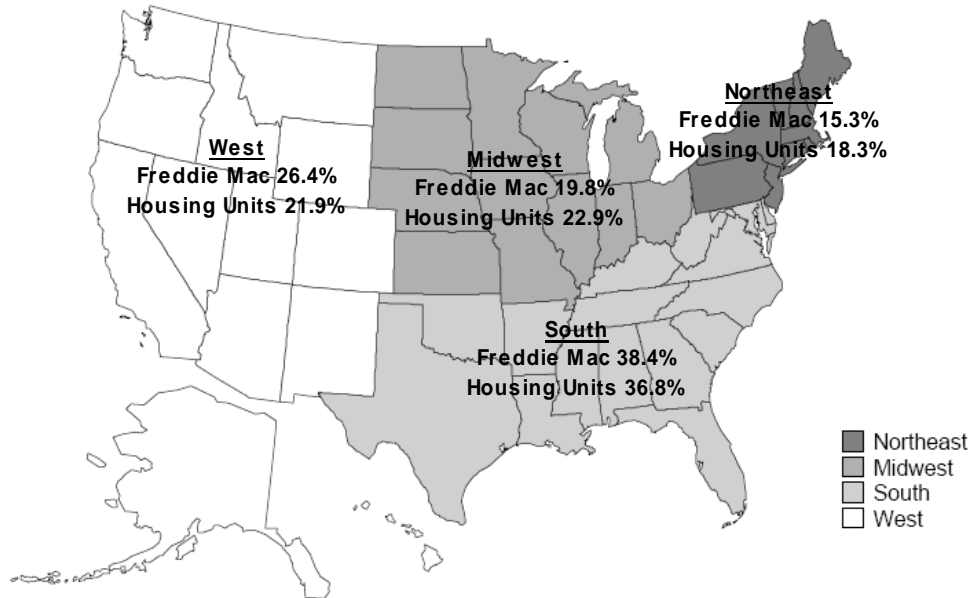 Northeast
Freddie Mac 15.3%
Housing Units 18.3%
West
Freddie Mac 26.4%
Housing Units 21.9%
Midwest
Freddie Mac 19.8%
Housing Units 22.9%
South
Freddie Mac 38.4%
Housing Units 36.8%
Northeast
Midwest
South
West